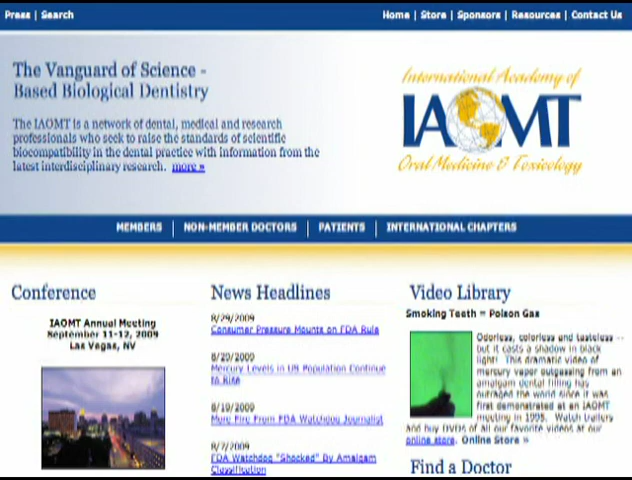 Press | Search
Home | Store | Sponsors | Resources | Contact Us
The Vanguard of Science -
Based Biological Dentistry
The IAOMT is a network of dental, medical and research
professionals who seek to raise the standards of scientific
biocompatibility in the dental practice with information from the
latest interdisciplinary research. more »
International Academy of
IAOMT
Oral Medicine & Toxicology
MEMBERS | NON-MEMBER DOCTORS | PATIENTS | INTERNATIONAL CHAPTERS
Conference
IAOMT Annual Meeting
September 11-12, 2009
Las Vegas, NV
News Headlines
8/29/2009
Consumer Pressure Mounts on FDA Rule
8/20/2009
Mercury Levels in US Population Continue
to Rise
8/10/2009
More Fire From FDA Watchdog Journalist
8/7/2009
FDA Watchdog "Shocked" By Amalgam
Classification
Video Library
Smoking Teeth = Poison Gas
Odorless, colorless and tasteless --
but it casts a shadow in black
light! This dramatic video of
mercury vapor outgassing from an
amalgam dental filling has
outraged the world since it was
first demonstrated at an IAOMT
meeting in 1995. Watch trailers
and buy DVDs of all our favorite videos at our
online store. Online Store »
Find a Doctor